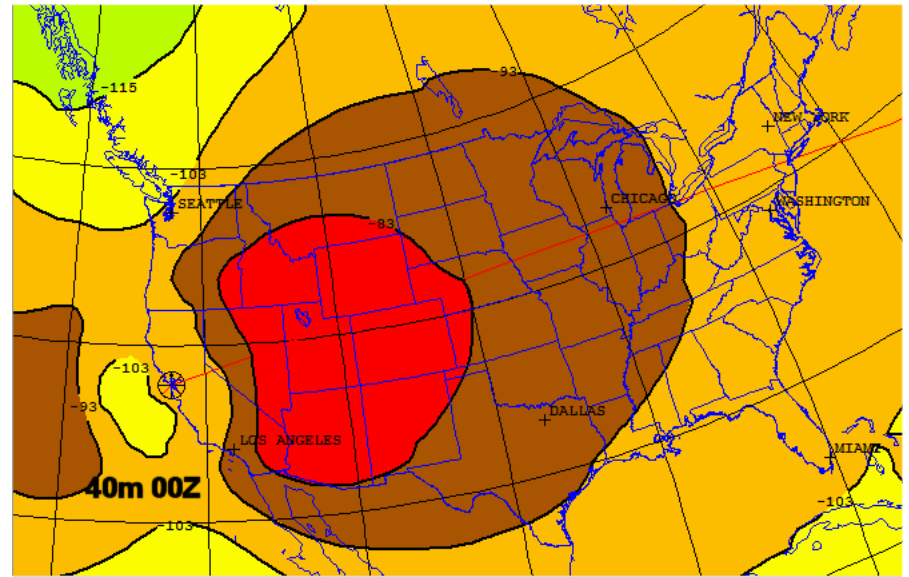 -93
-115
NEW YORK
-103
SEATTLE
CHICAGO
WASHINGTON
-83
-103
-93
DALLAS
LOS ANGELES
MIAMI
40m 00Z
-103
-103